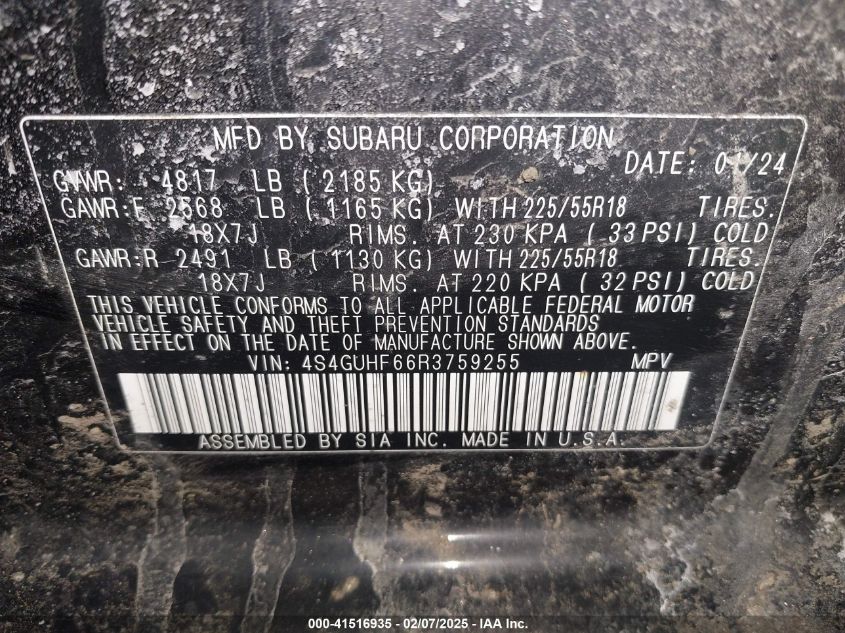 MFD BY SUBARU CORPORATION
DATE: 01/24
GVWR: 4817 LB ( 2185 KG)
GAWR:F 2568 LB ( 1165 KG) WITH 225/55R18 TIRES.
18X7J RIMS. AT 230 KPA ( 33 PSI) COLD
GAWR:R 2491 LB ( 1130 KG) WITH 225/55R18 TIRES.
18X7J RIMS. AT 220 KPA ( 32 PSI) COLD
THIS VEHICLE CONFORMS TO ALL APPLICABLE FEDERAL MOTOR
VEHICLE SAFETY AND THEFT PREVENTION STANDARDS
IN EFFECT ON THE DATE OF MANUFACTURE SHOWN ABOVE.
VIN: 4S4GUHF66R3759255 MPV
ASSEMBLED BY SIA INC. MADE IN U.S.A.
000-41516935 - 02/07/2025 - IAA Inc.